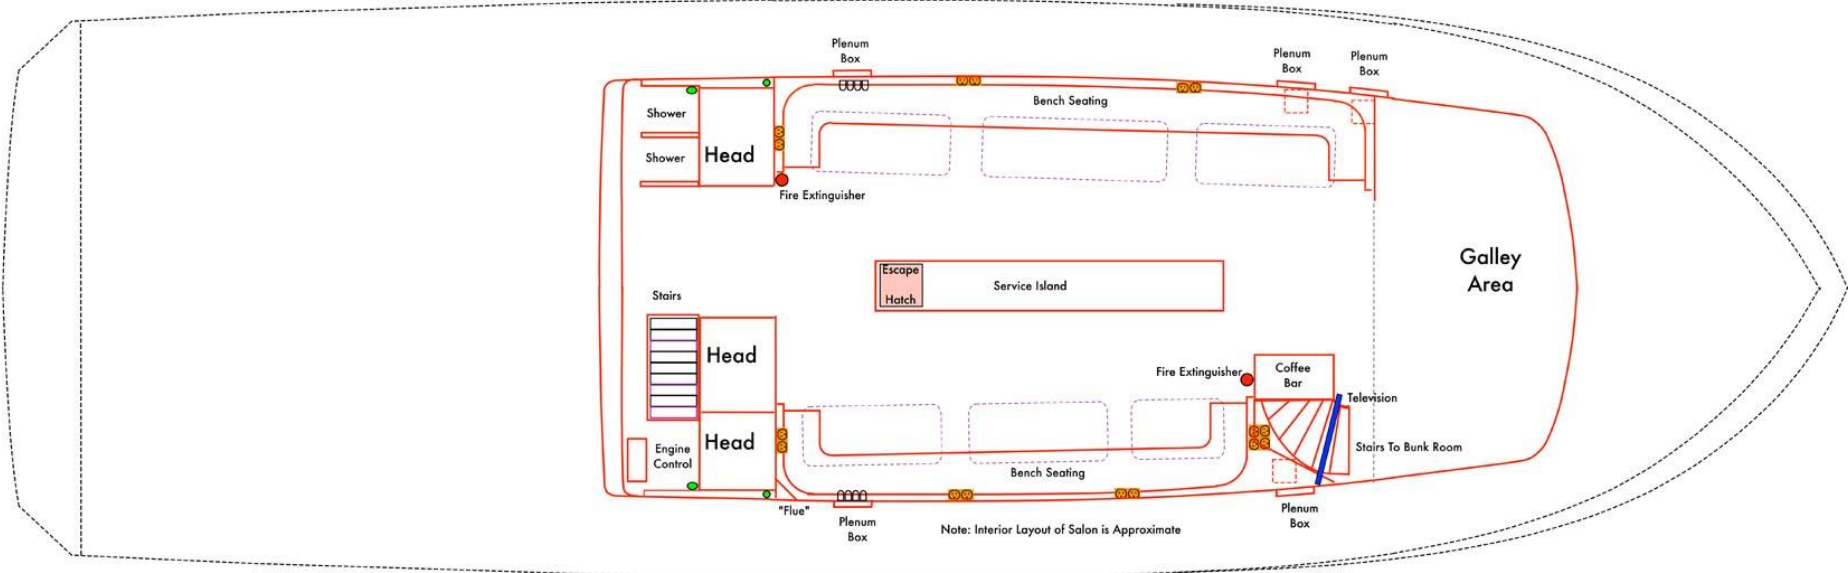 Plenum
Box
Plenum
Box
Plenum
Box
Bench Seating
Shower
Shower
Head
Fire Extinguisher
Galley
Area
Escape
Hatch
Service Island
Stairs
Head
Fire Extinguisher
Coffee
Bar
Television
Head
Engine
Control
Stairs To Bunk Room
Bench Seating
"Flue"
Plenum
Box
Note: Interior Layout of Salon is Approximate
Plenum
Box